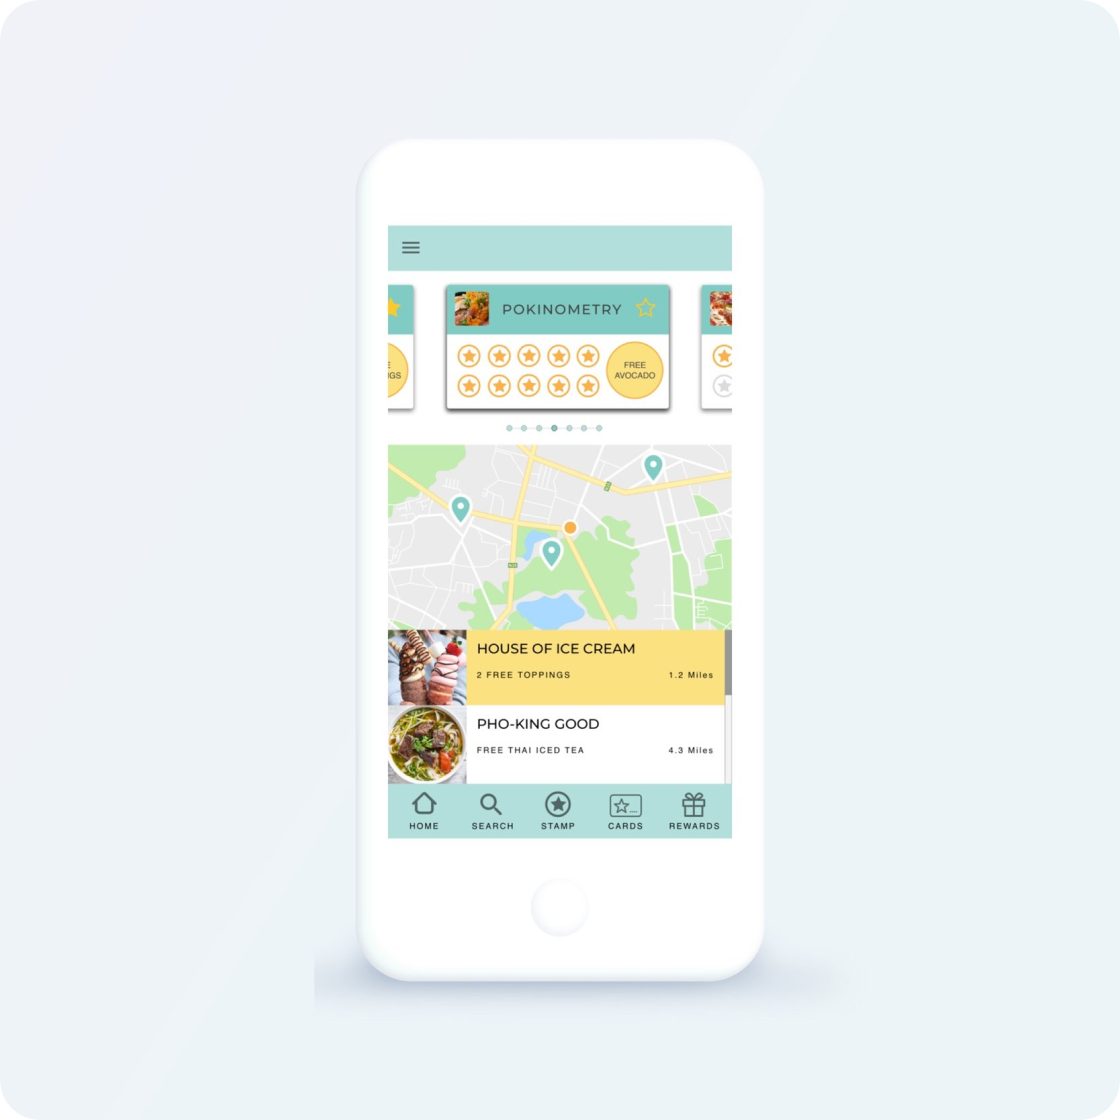 POKINOMETRY
FREE
AVOCADO
GS
HOUSE OF ICE CREAM
2 FREE TOPPINGS
1.2 Miles
PHO-KING GOOD
FREE THAI ICED TEA
4.3 Miles
HOME
SEARCH
STAMP
CARDS
REWARDS